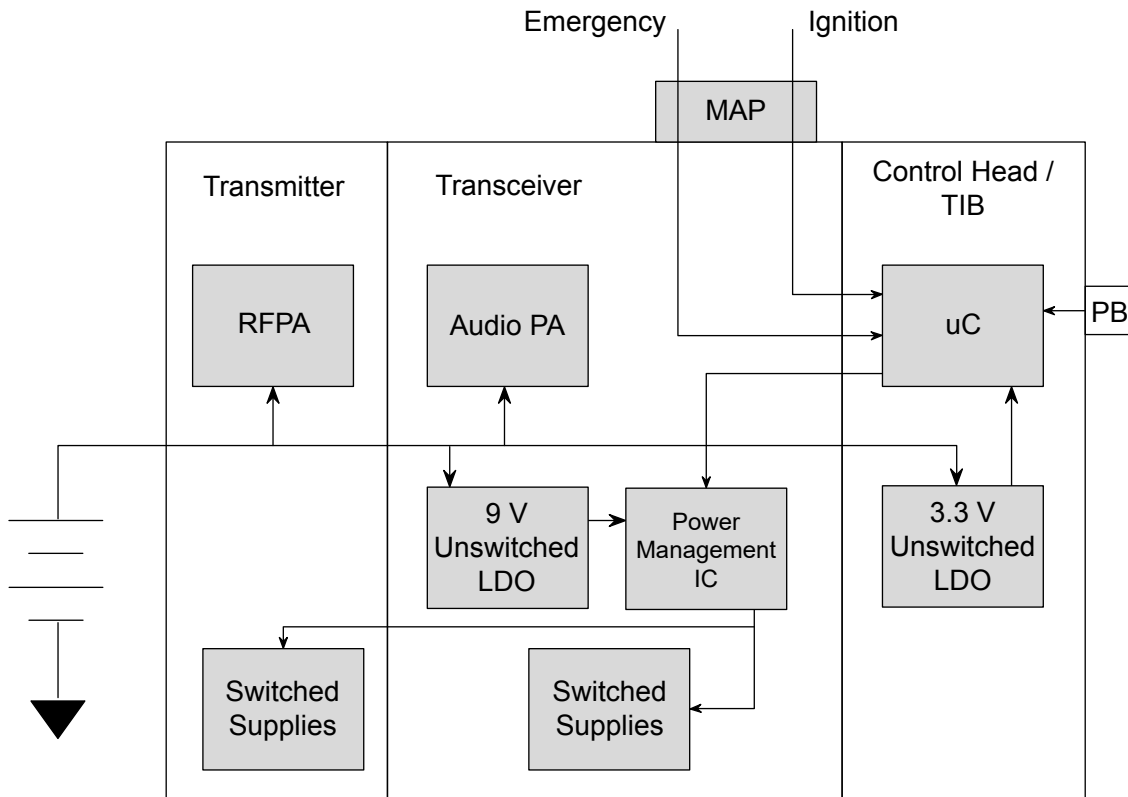 Emergency
Ignition
MAP
Transmitter
Transceiver
Control Head /
TIB
RFPA
Audio PA
uC
PB
9 V
Unswitched
LDO
Power
Management
IC
3.3 V
Unswitched
LDO
Switched
Supplies
Switched
Supplies